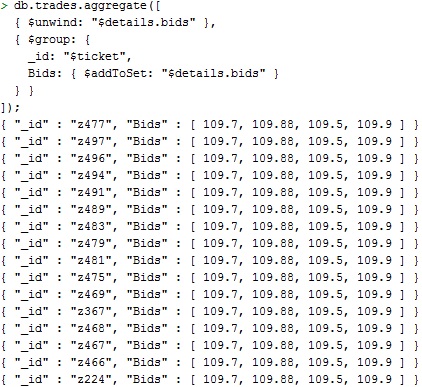 > db.trades.aggregate([
{ $unwind: "$details.bids" },
{ $group: {
_id: "$ticket",
Bids: { $addToSet: "$details.bids" }
} }
]);
{ "_id" : "z477", "Bids" : [ 109.7, 109.88, 109.5, 109.9 ] }
{ "_id" : "z497", "Bids" : [ 109.7, 109.88, 109.5, 109.9 ] }
{ "_id" : "z496", "Bids" : [ 109.7, 109.88, 109.5, 109.9 ] }
{ "_id" : "z494", "Bids" : [ 109.7, 109.88, 109.5, 109.9 ] }
{ "_id" : "z491", "Bids" : [ 109.7, 109.88, 109.5, 109.9 ] }
{ "_id" : "z489", "Bids" : [ 109.7, 109.88, 109.5, 109.9 ] }
{ "_id" : "z483", "Bids" : [ 109.7, 109.88, 109.5, 109.9 ] }
{ "_id" : "z479", "Bids" : [ 109.7, 109.88, 109.5, 109.9 ] }
{ "_id" : "z481", "Bids" : [ 109.7, 109.88, 109.5, 109.9 ] }
{ "_id" : "z475", "Bids" : [ 109.7, 109.88, 109.5, 109.9 ] }
{ "_id" : "z469", "Bids" : [ 109.7, 109.88, 109.5, 109.9 ] }
{ "_id" : "z367", "Bids" : [ 109.7, 109.88, 109.5, 109.9 ] }
{ "_id" : "z468", "Bids" : [ 109.7, 109.88, 109.5, 109.9 ] }
{ "_id" : "z467", "Bids" : [ 109.7, 109.88, 109.5, 109.9 ] }
{ "_id" : "z466", "Bids" : [ 109.7, 109.88, 109.5, 109.9 ] }
{ "_id" : "z224", "Bids" : [ 109.7, 109.88, 109.5, 109.9 ] }